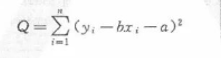 Q = \sum_{i=1}^{n} (y_i - bx_i - a)^2